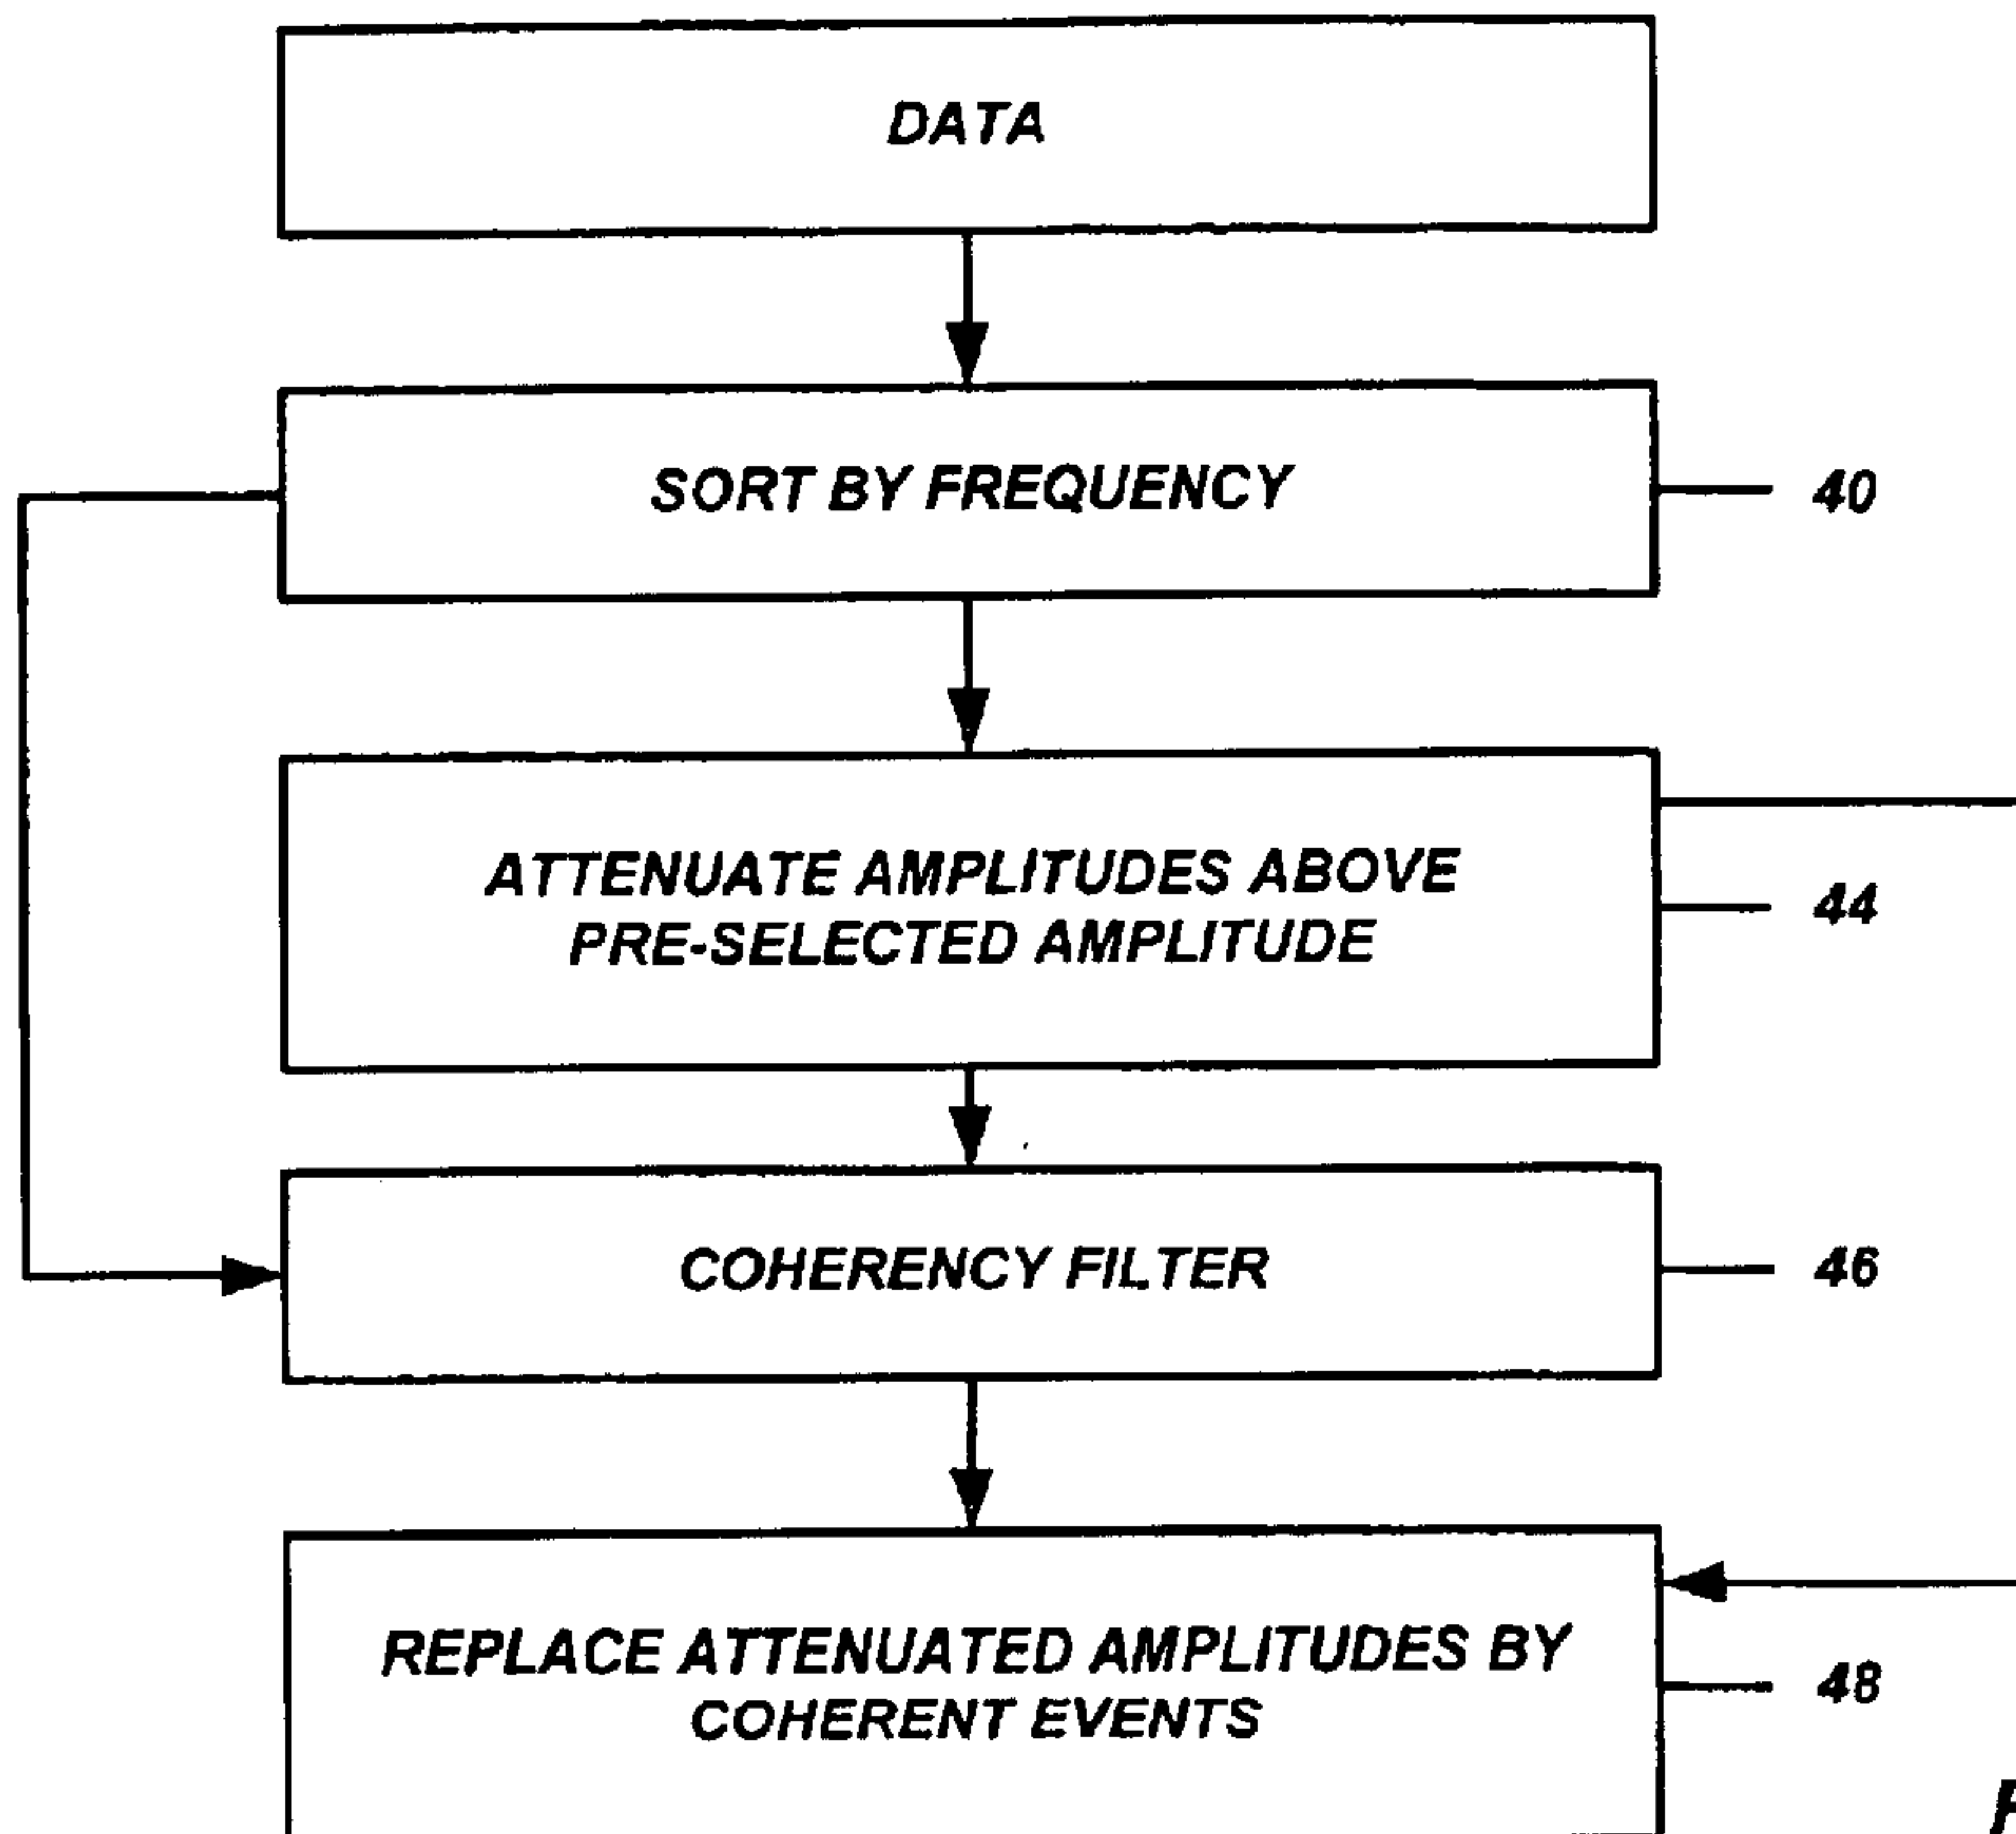 DATA
SORT BY FREQUENCY
40
ATTENUATE AMPLITUDES ABOVE
PRE-SELECTED AMPLITUDE
44
COHERENCY FILTER
46
REPLACE ATTENUATED AMPLITUDES BY
COHERENT EVENTS
48